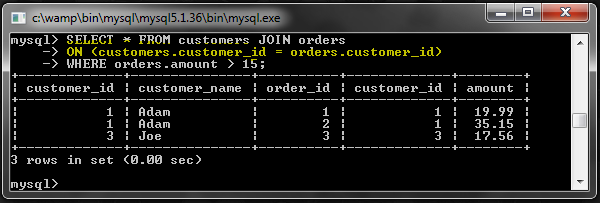 c:\wamp\bin\mysql\mysql5.1.36\bin\mysql.exe
mysql> SELECT * FROM customers JOIN orders
    -> ON (customers.customer_id = orders.customer_id)
    -> WHERE orders.amount > 15;
+-------------+---------------+----------+-------------+--------+
| customer_id | customer_name | order_id | customer_id | amount |
+-------------+---------------+----------+-------------+--------+
|           1 | Adam          |        1 |           1 |  19.99 |
|           1 | Adam          |        2 |           1 |  35.15 |
|           3 | Joe           |        3 |           3 |  17.56 |
+-------------+---------------+----------+-------------+--------+
3 rows in set (0.00 sec)
mysql>